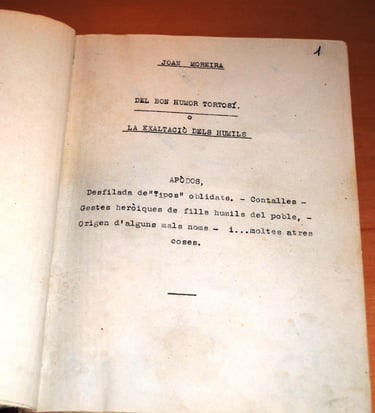 1
JOAN MOREIRA
DEL BON HUMOR TORTOSÍ.
o
LA EXALTACIÒ DELS HUMILS
APÒDOS,
Desfilada de"Tipos" oblidats. - Contalles -
Gestes heròiques de fills humils del poble, -
Origen d'alguns mals noms - i...moltes atres
coses.